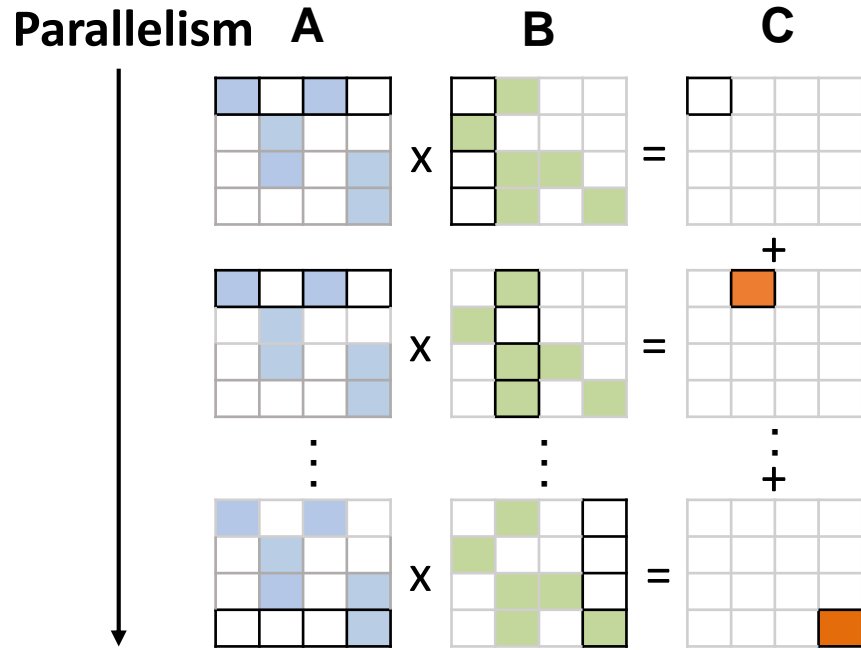 Parallelism A B C
x =
+
x =
⋮ ⋮ ⋮
+
x =